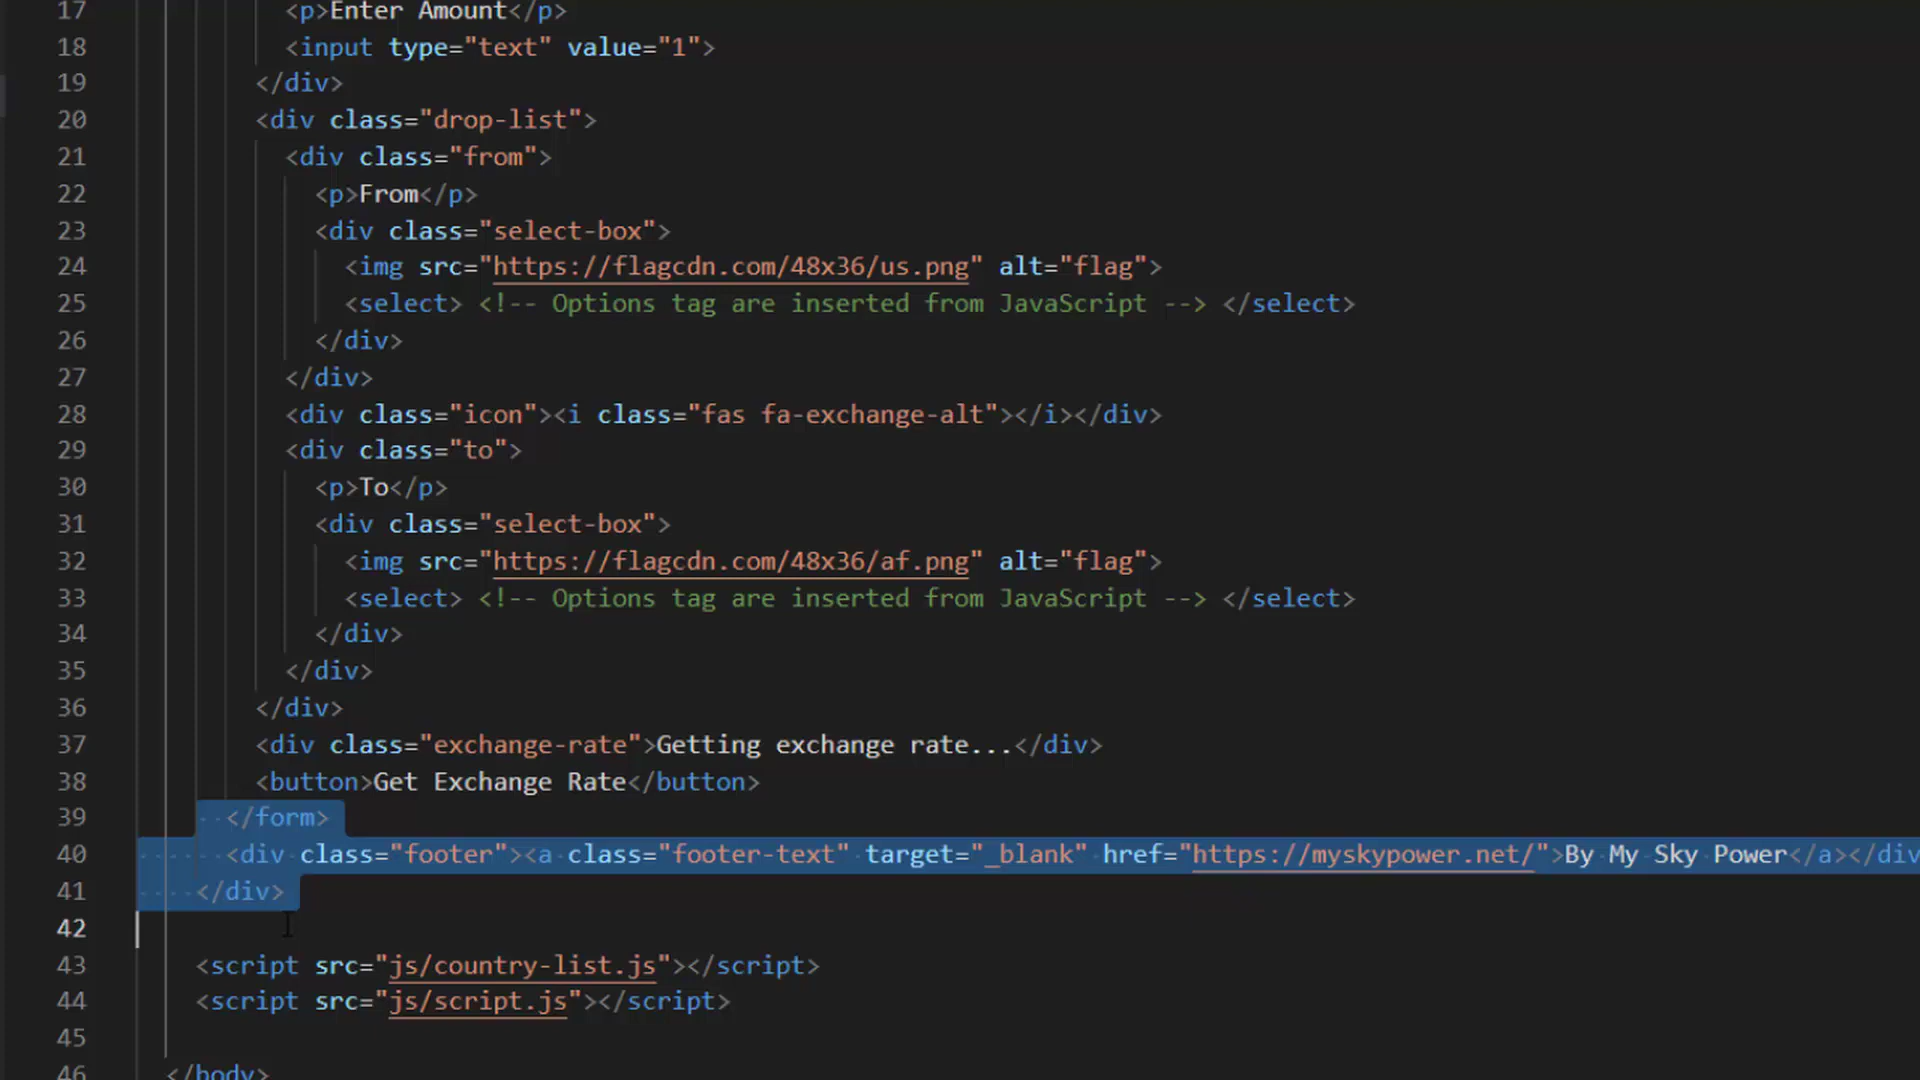 17 <p>Enter Amount</p>
18 <input type="text" value="1">
19 </div>
20 <div class="drop-list">
21 <div class="from">
22 <p>From</p>
23 <div class="select-box">
24 <img src="https://flagcdn.com/48x36/us.png" alt="flag">
25 <select> <!-- Options tag are inserted from JavaScript --> </select>
26 </div>
27 </div>
28 <div class="icon"><i class="fas fa-exchange-alt"></i></div>
29 <div class="to">
30 <p>To</p>
31 <div class="select-box">
32 <img src="https://flagcdn.com/48x36/af.png" alt="flag">
33 <select> <!-- Options tag are inserted from JavaScript --> </select>
34 </div>
35 </div>
36 </div>
37 <div class="exchange-rate">Getting exchange rate...</div>
38 <button>Get Exchange Rate</button>
39 </form>
40 <div class="footer"><a class="footer-text" target="_blank" href="https://myskypower.net/">By My Sky Power</a></div
41 </div>
42
43 <script src="js/country-list.js"></script>
44 <script src="js/script.js"></script>
45
46 </body>